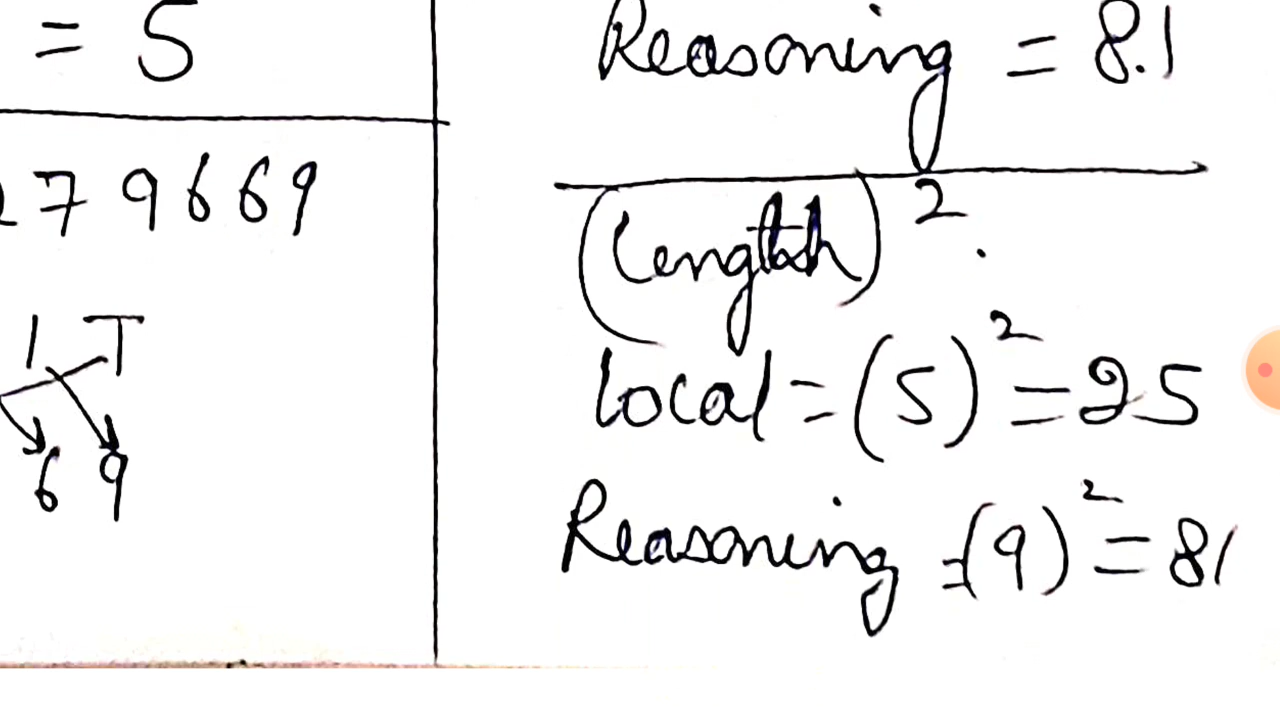 = 5
279669
I T
6 9
Reasoning = 8.1
(length)² .
local = (5)² = 25
Reasoning = (9)² = 81